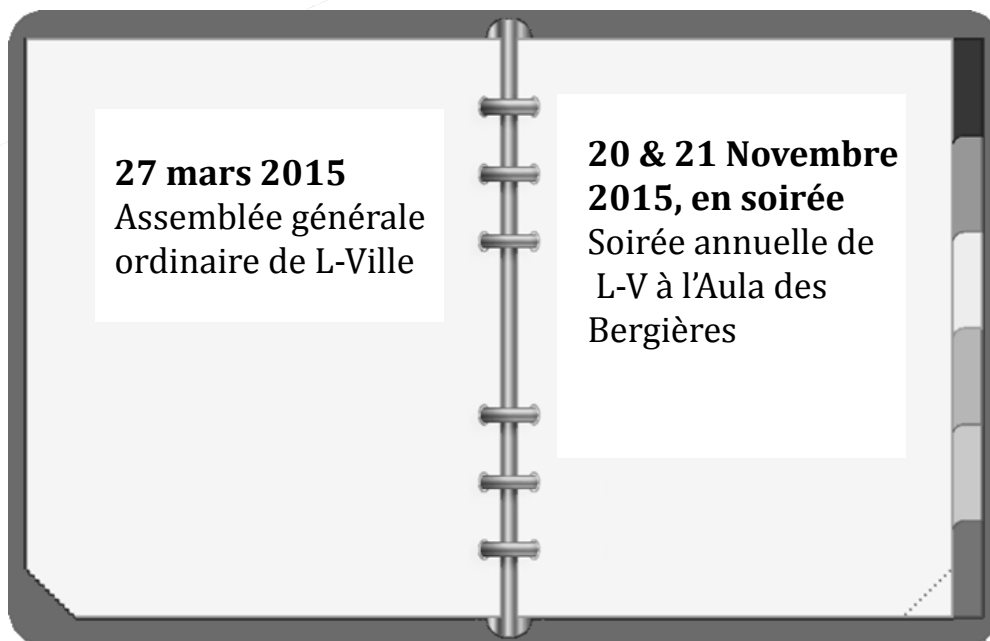 27 mars 2015
Assemblée générale
ordinaire de L-Ville
20 & 21 Novembre
2015, en soirée
Soirée annuelle de
L-V à l’Aula des
Bergières